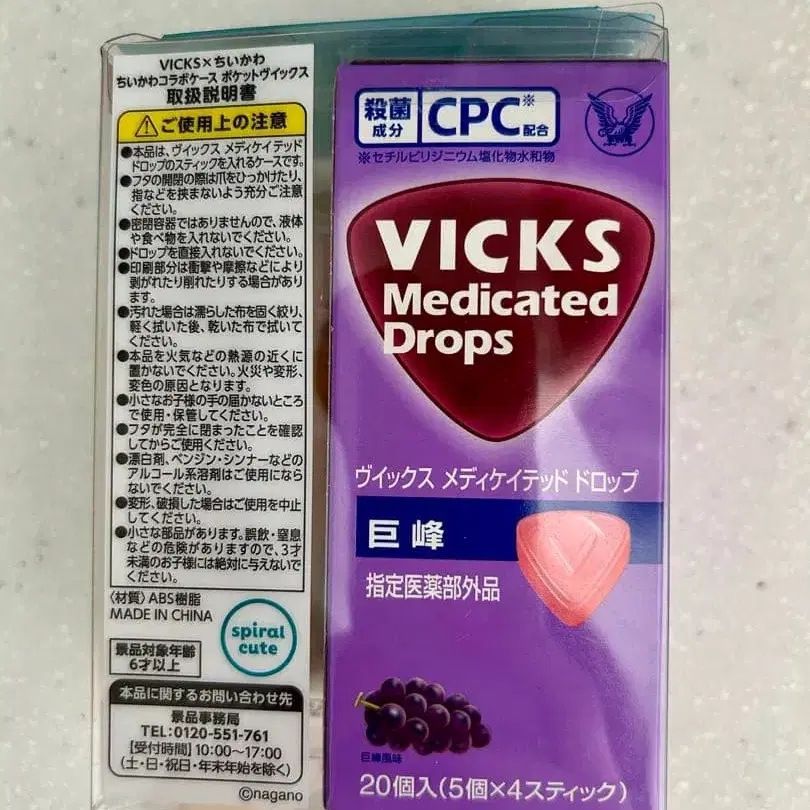 VICKS×ちいかわ
ちいかわコラボケース ポケットヴイックス
取扱説明書
ご使用上の注意
●本品は、ヴイックス メディケイテッド
ドロップのスティックを入れるケースです。
●フタの開閉の際は爪をひっかけたり、
指などを挟まないよう充分ご注意
ください。
●密閉容器ではありませんので、液体
や食べ物を入れないでください。
●ドロップを直接入れないでください。
●印刷部分は衝撃や摩擦などにより
剥がれたり削れたりする場合があり
ます。
●汚れた場合は濡らした布を固く絞り、
軽く拭いた後、乾いた布で拭いて
ください。
●本品を火気などの熱源の近くに
置かないでください。火災や変形、
変色の原因となります。
●小さなお子様の手の届かないところ
で使用・保管してください。
●フタが完全に閉まったことを確認
してからご使用ください。
●漂白剤、ベンジン・シンナーなどの
アルコール系溶剤はご使用になら
ないでください。
●変形、破損した場合はご使用を中止
してください。
●小さな部品があります。誤飲・窒息
などの危険がありますので、3才
未満のお子様には絶対に与えないで
ください。
〈材質〉ABS樹脂
MADE IN CHINA
spiral
cute
景品対象年齢
6才以上
本品に関するお問い合わせ先
景品事務局
TEL:0120-551-761
[受付時間] 10:00～17:00
(土・日・祝日・年末年始を除く)
©nagano
殺菌
成分
CPC※
配合
※セチルピリジニウム塩化物水和物
VICKS
Medicated
Drops
ヴイックス メディケイテッド ドロップ
巨峰
V
指定医薬部外品
巨峰風味
20個入(5個×4スティック)